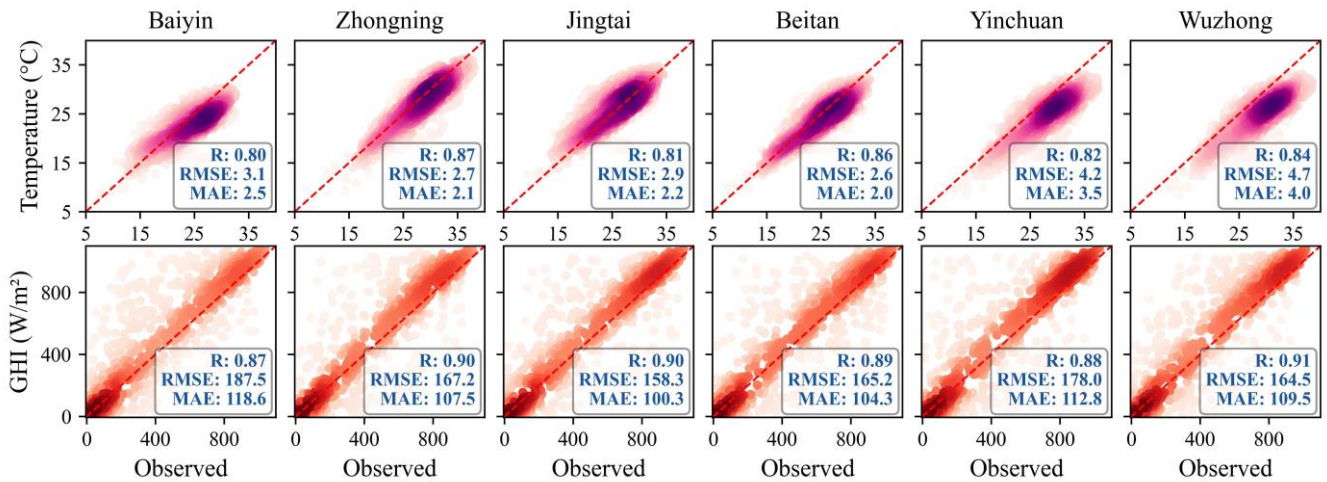 Baiyin Zhongning Jingtai Beitan Yinchuan Wuzhong
Temperature (°C)
35
25
15
5
R: 0.80
RMSE: 3.1
MAE: 2.5
R: 0.87
RMSE: 2.7
MAE: 2.1
R: 0.81
RMSE: 2.9
MAE: 2.2
R: 0.86
RMSE: 2.6
MAE: 2.0
R: 0.82
RMSE: 4.2
MAE: 3.5
R: 0.84
RMSE: 4.7
MAE: 4.0
5 15 25 35 5 15 25 35 5 15 25 35 5 15 25 35 5 15 25 35 5 15 25 35
GHI (W/m²)
800
400
0
R: 0.87
RMSE: 187.5
MAE: 118.6
R: 0.90
RMSE: 167.2
MAE: 107.5
R: 0.90
RMSE: 158.3
MAE: 100.3
R: 0.89
RMSE: 165.2
MAE: 104.3
R: 0.88
RMSE: 178.0
MAE: 112.8
R: 0.91
RMSE: 164.5
MAE: 109.5
0 400 800 0 400 800 0 400 800 0 400 800 0 400 800 0 400 800
Observed Observed Observed Observed Observed Observed